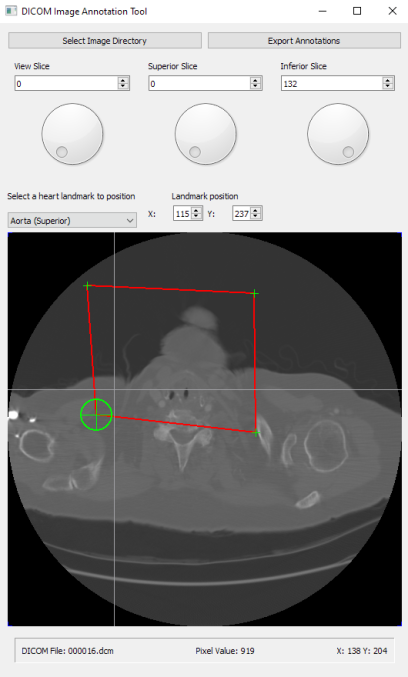 DICOM Image Annotation Tool
Select Image Directory Export Annotations
View Slice Superior Slice Inferior Slice
0 0 132
Select a heart landmark to position Landmark position
Aorta (Superior) X: 115 Y: 237
DICOM File: 000016.dcm Pixel Value: 919 X: 138 Y: 204